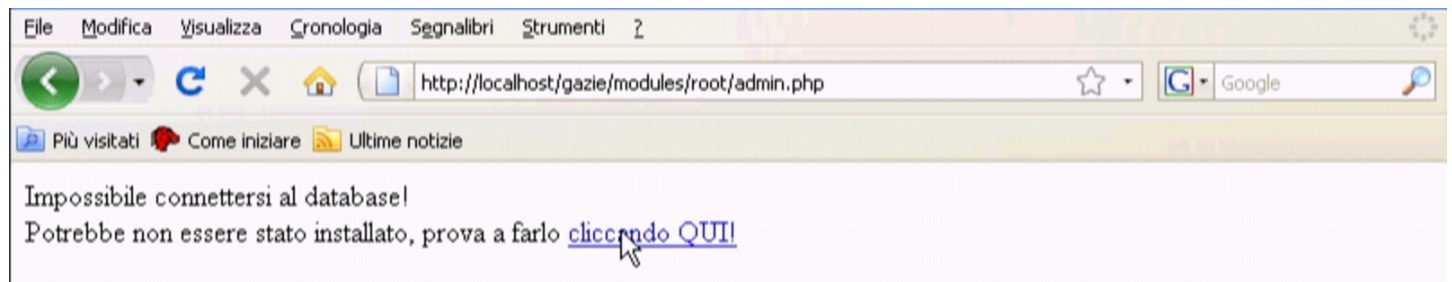 File Modifica Visualizza Cronologia Segnalibri Strumenti ?
http://localhost/gazie/modules/root/admin.php G Google
Più visitati Come iniziare Ultime notizie
Impossibile connettersi al database!
Potrebbe non essere stato installato, prova a farlo cliccando QUI!